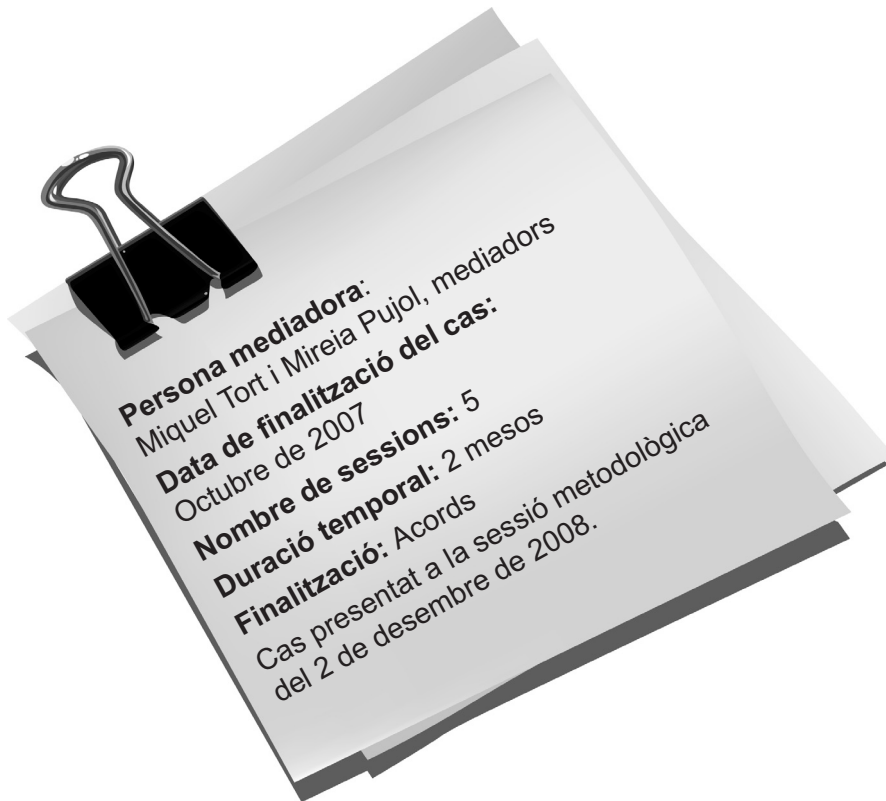 Persona mediadora:
Miquel Tort i Mireia Pujol, mediadors
Data de finalització del cas:
Octubre de 2007
Nombre de sessions: 5
Duració temporal: 2 mesos
Finalització: Acords
Cas presentat a la sessió metodològica
del 2 de desembre de 2008.